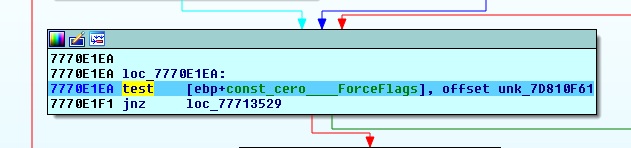 7770E1EA
7770E1EA loc_7770E1EA:
7770E1EA test [ebp+const_cero____ForceFlags], offset unk_7D810F61
7770E1F1 jnz loc_77713529